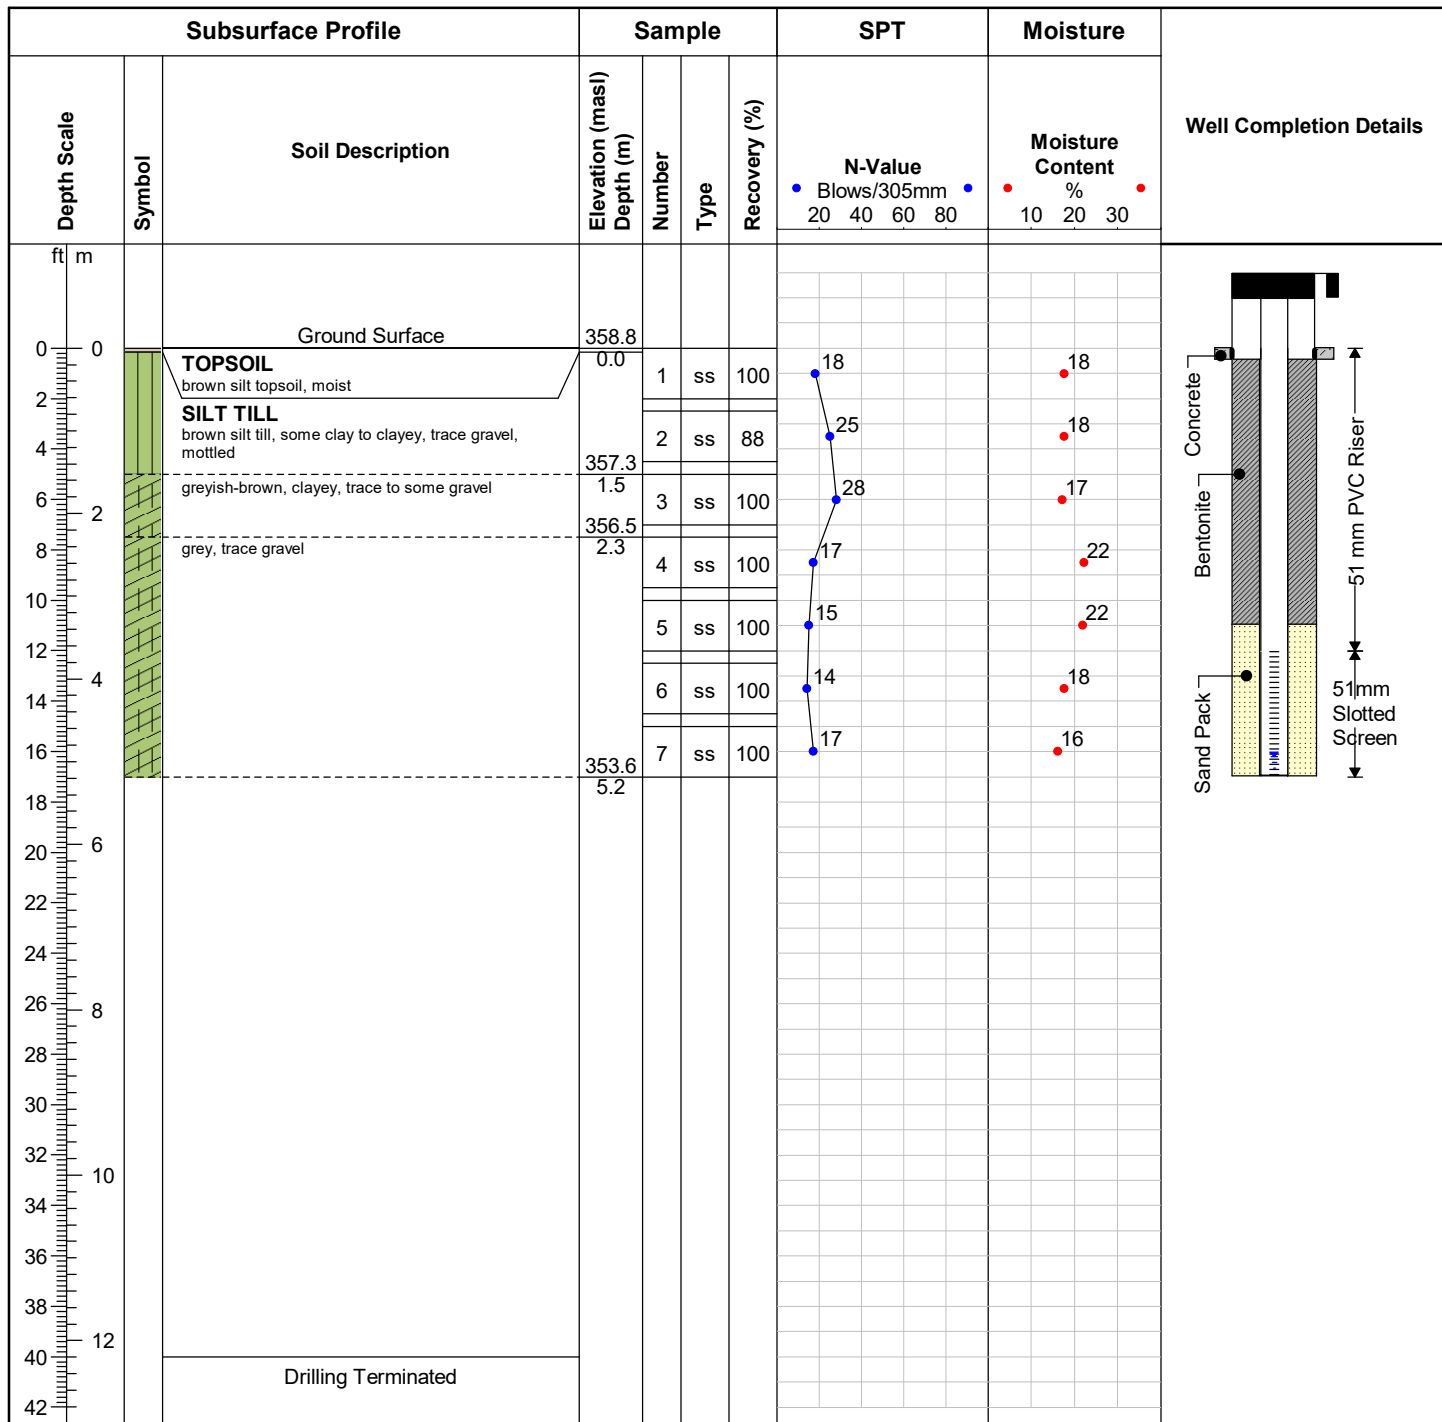 Subsurface Profile
Sample
SPT
Moisture
Well Completion Details
Depth Scale
Symbol
Soil Description
Elevation (masl)
Depth (m)
Number
Type
Recovery (%)
N-Value
Blows/305mm
20 40 60 80
Moisture
Content
%
10 20 30
ft m
Ground Surface
358.8
0 0
TOPSOIL
0.0
brown silt topsoil, moist
1 ss 100
18
18
2
SILT TILL
brown silt till, some clay to clayey, trace gravel,
mottled
2 ss 88
25
18
4
357.3
greyish-brown, clayey, trace to some gravel
1.5
3 ss 100
28
17
6
2
356.5
grey, trace gravel
2.3
8
4 ss 100
17
22
10
5 ss 100
15
22
12
4
6 ss 100
14
18
14
16
7 ss 100
17
16
353.6
5.2
18
6
20
22
24
26
8
28
30
32
10
34
36
38
12
40
Drilling Terminated
42
Concrete
Bentonite
Sand Pack
51 mm PVC Riser
51mm
Slotted
Screen